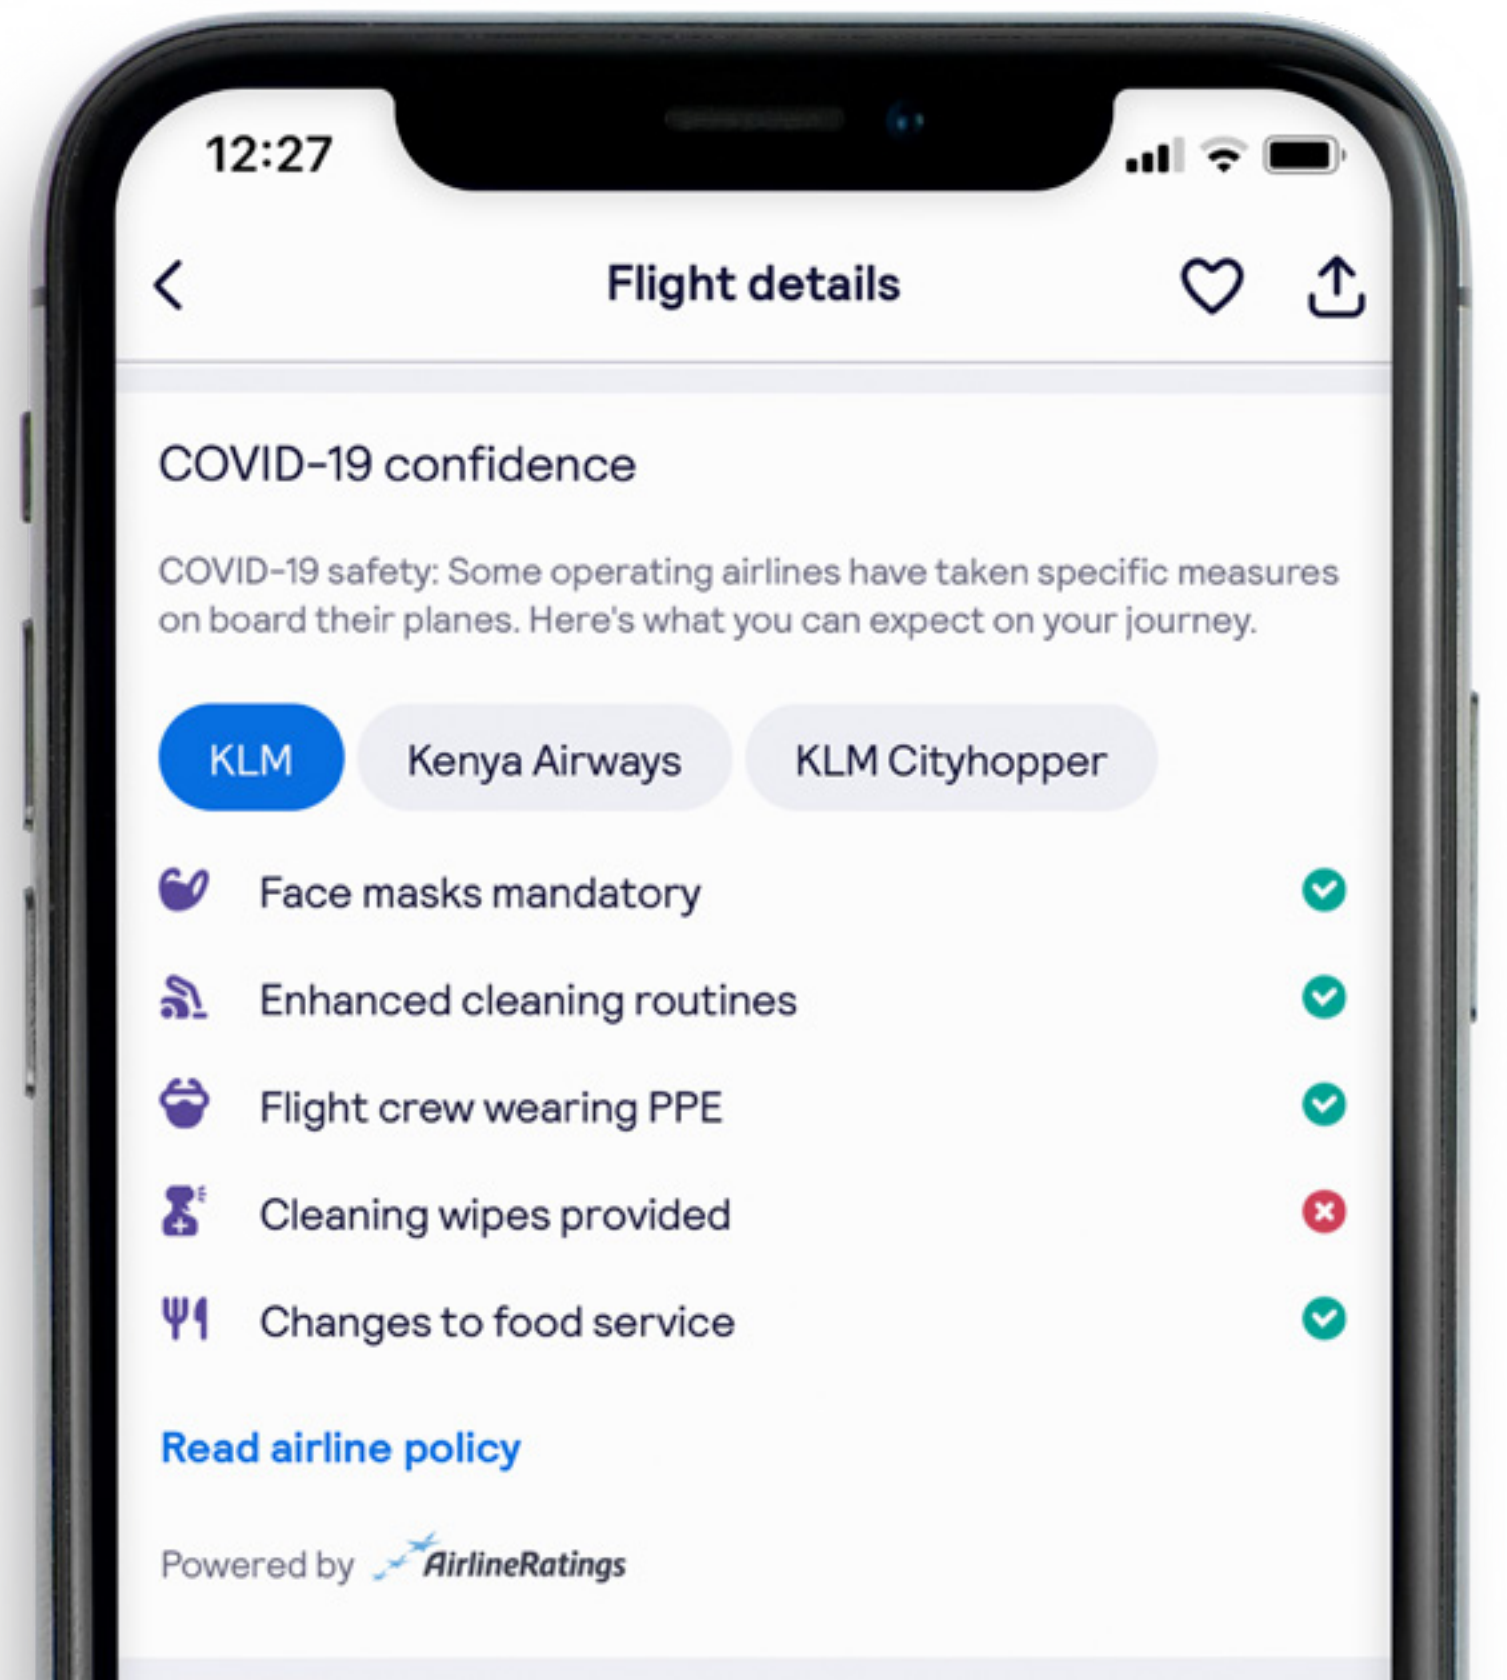 12:27
Flight details
COVID-19 confidence
COVID-19 safety: Some operating airlines have taken specific measures
on board their planes. Here's what you can expect on your journey.
KLM Kenya Airways KLM Cityhopper
Face masks mandatory
Enhanced cleaning routines
Flight crew wearing PPE
Cleaning wipes provided
Changes to food service
Read airline policy
Powered by AirlineRatings